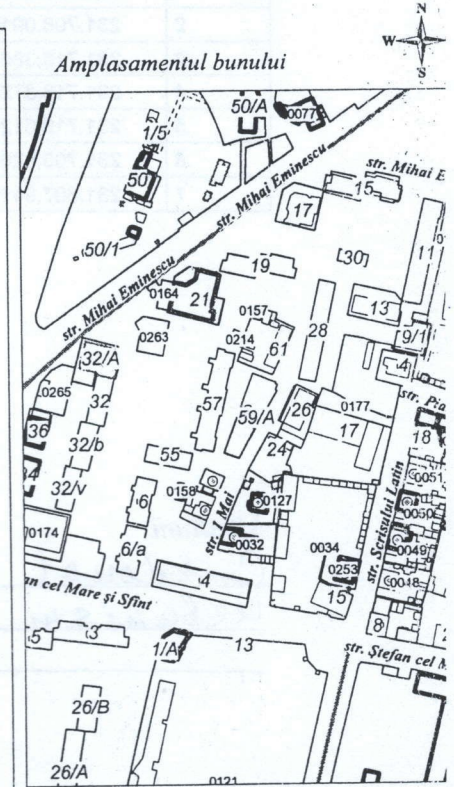 N
W E
S
Amplasamentul bunului
50/A
0077
1/5
50
str. Mihai E
15
str. Mihai Eminescu
17
11
50/1
30
19
str. Mihai Eminescu
0164
21
13
0157
28
9/1
0263
0214
61
4
32/A
0265
57
59/A
26
0177
str. Pia
32
36
17
18
32/b
24
0051
55
0050
32/v
6
0158
0127
str. Scrisului Latin
str. 1 Mai
0049
0174
0032
0034
0253
0048
6/a
4
15
an cel Mare și Sfînt
8
5
3
1/A
13
str. Ștefan cel M
26/B
26/A
0121